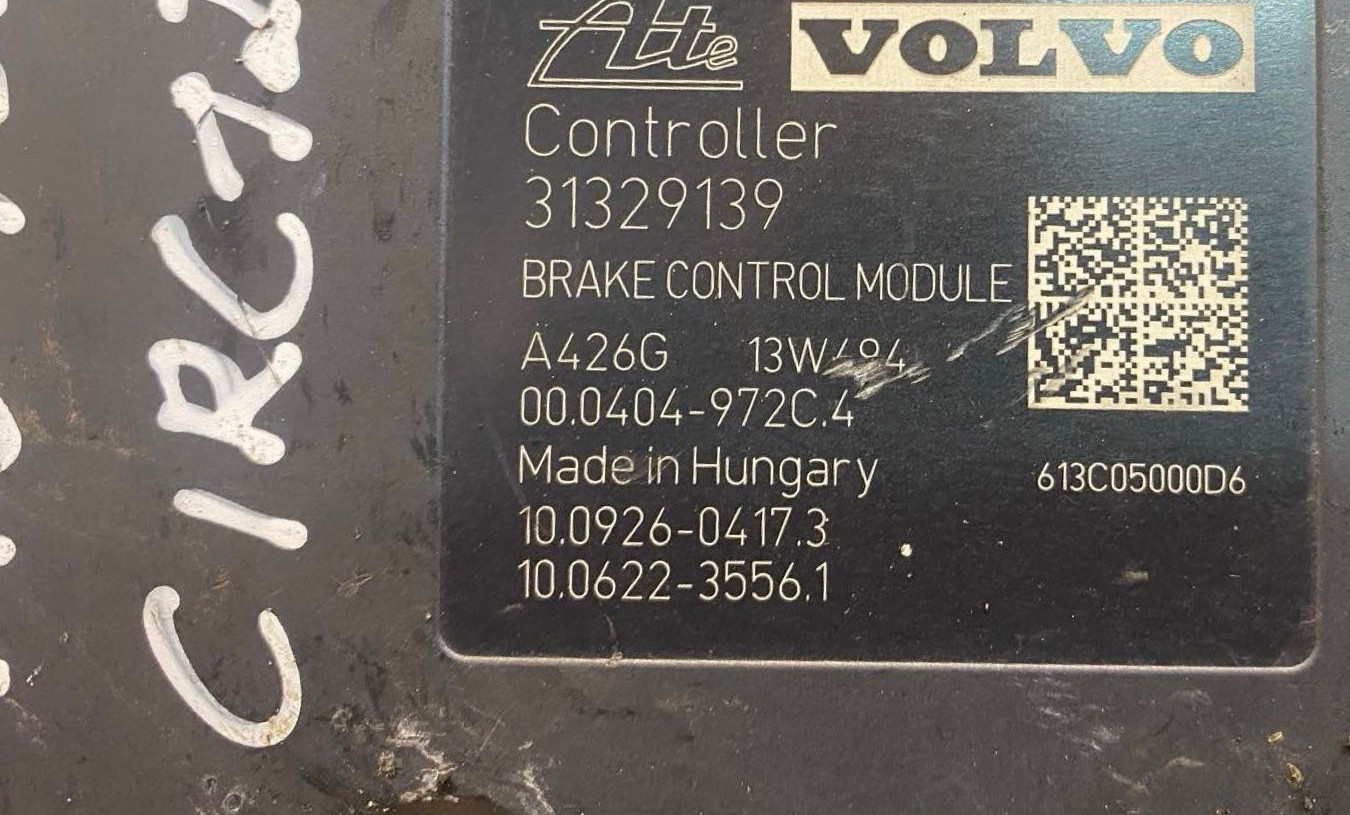 Ate VOLVO
Controller
31329139
BRAKE CONTROL MODULE
A426G
00.0404-972C.4
Made in Hungary
613C05000D6
10.0926-0417.3
10.0622-3556.1